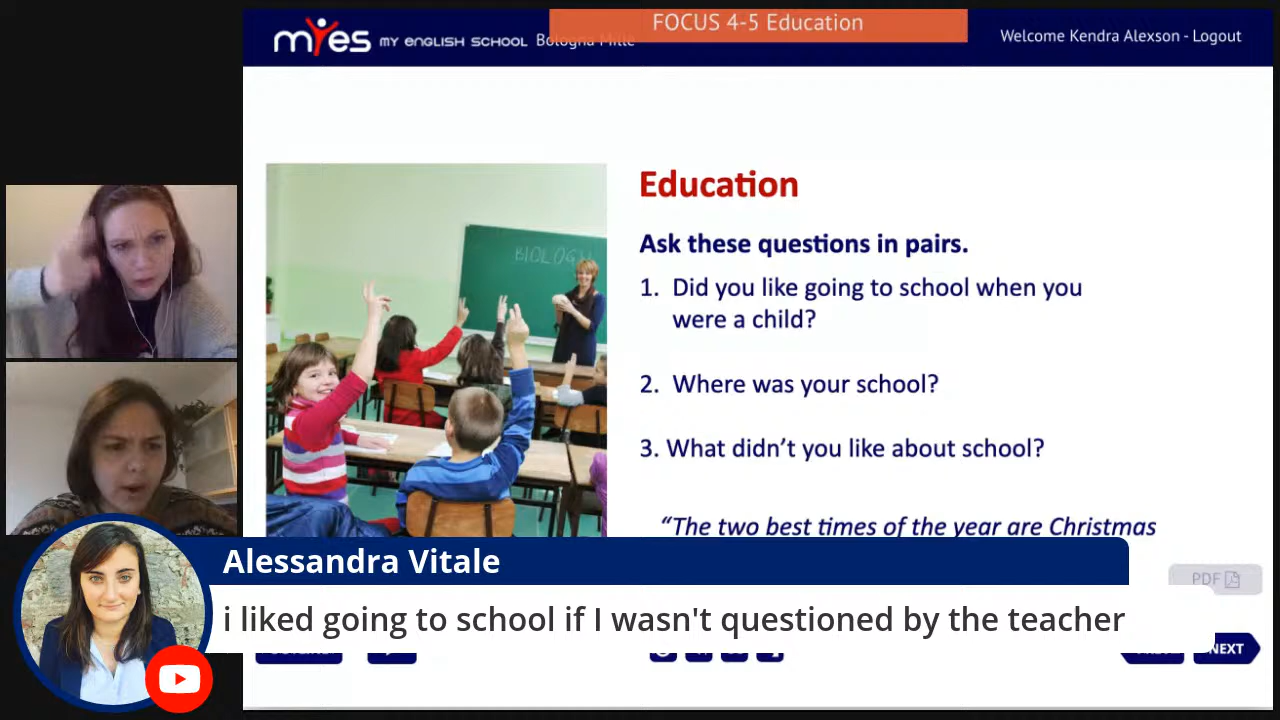 FOCUS 4-5 Education
myes MY ENGLISH SCHOOL Bologna Mille
Welcome Kendra Alexson - Logout
BIOLOGY
Education
Ask these questions in pairs.
1. Did you like going to school when you
were a child?
2. Where was your school?
3. What didn't you like about school?
“The two best times of the year are Christmas
Alessandra Vitale
PDF
i liked going to school if I wasn't questioned by the teacher
NEXT